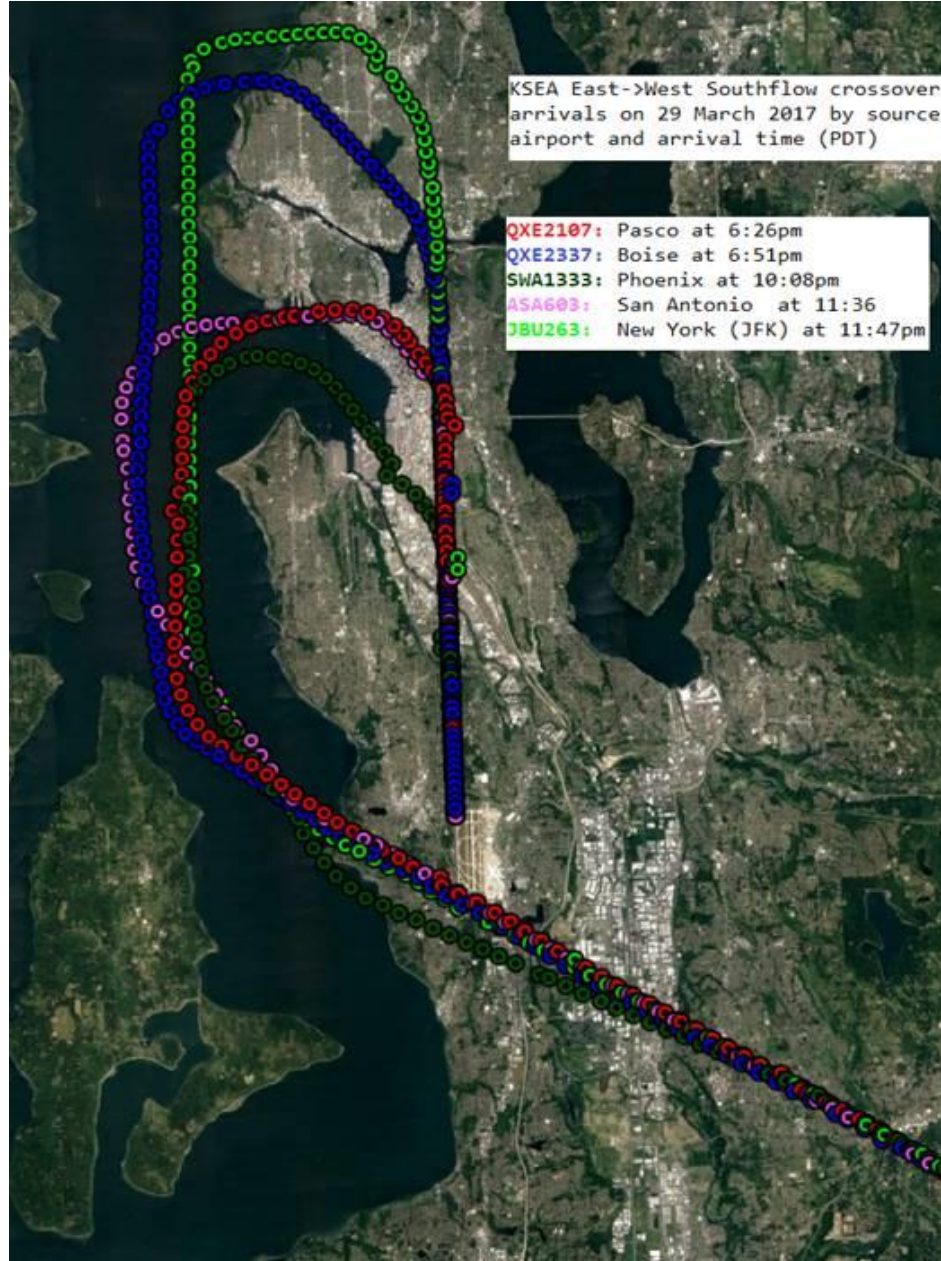 KSEA East->West Southflow crossover
arrivals on 29 March 2017 by source
airport and arrival time (PDT)
QXE2107: Pasco at 6:26pm
QXE2337: Boise at 6:51pm
SWA1333: Phoenix at 10:08pm
ASA603: San Antonio at 11:36
JBU263: New York (JFK) at 11:47pm